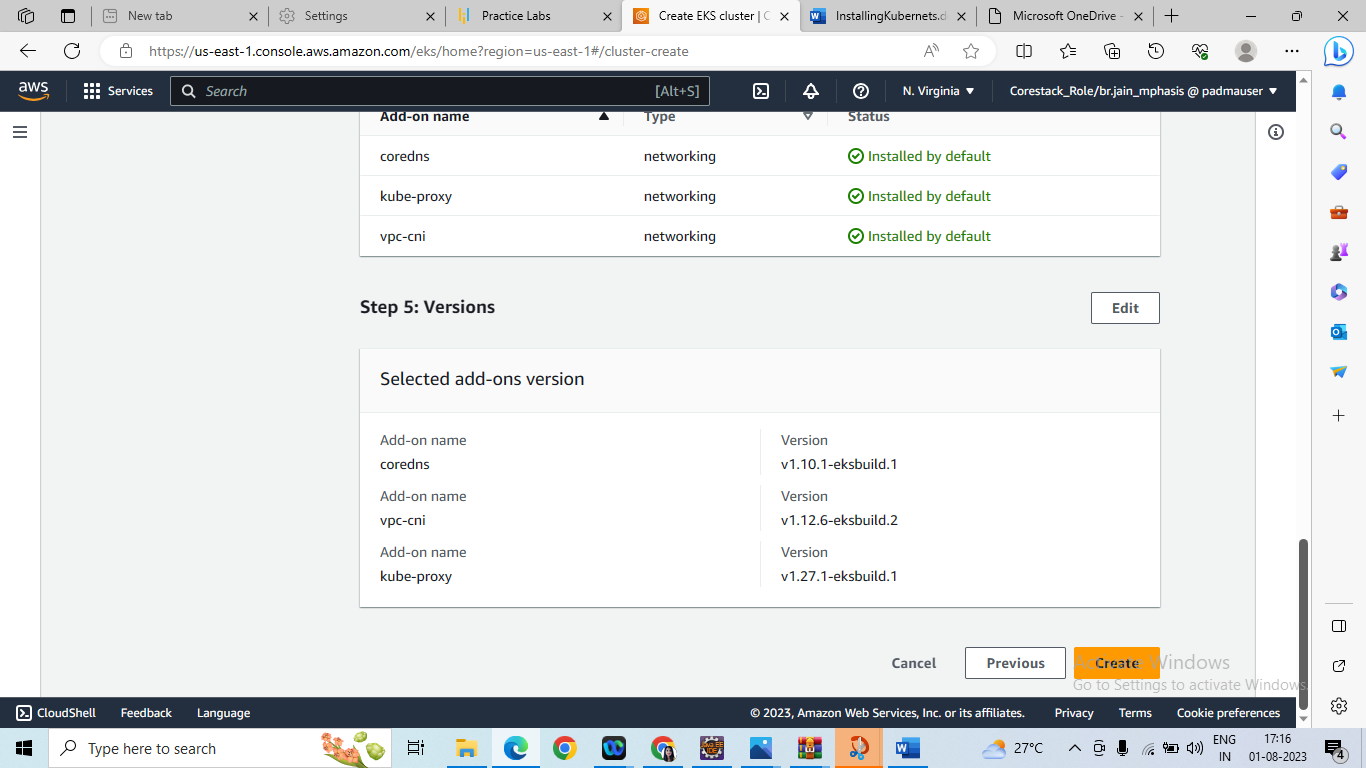 New tab
Settings
Practice Labs
Create EKS cluster | C
InstallingKubernets.d
Microsoft OneDrive -
https://us-east-1.console.aws.amazon.com/eks/home?region=us-east-1#/cluster-create
aws
Services
Search
[Alt+S]
N. Virginia
Corestack_Role/br.jain_mphasis @ padmauser
Add-on name
Type
Status
coredns
networking
Installed by default
kube-proxy
networking
Installed by default
vpc-cni
networking
Installed by default
Step 5: Versions
Edit
Selected add-ons version
Add-on name
Version
coredns
v1.10.1-eksbuild.1
Add-on name
Version
vpc-cni
v1.12.6-eksbuild.2
Add-on name
Version
kube-proxy
v1.27.1-eksbuild.1
Cancel
Previous
Create
Activate Windows
Go to Settings to activate Windows.
CloudShell
Feedback
Language
© 2023, Amazon Web Services, Inc. or its affiliates.
Privacy
Terms
Cookie preferences
Type here to search
27°C
ENG
IN
17:16
01-08-2023
4